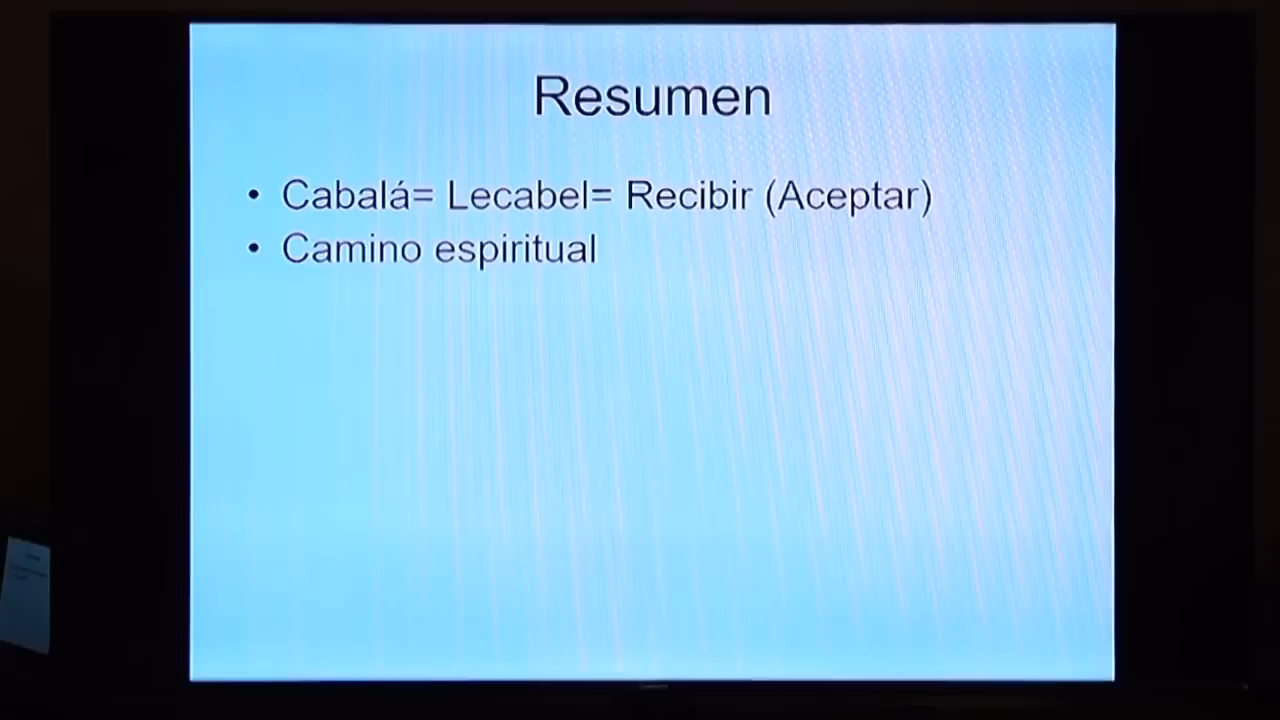 Resumen
• Cabalá= Lecabel= Recibir (Aceptar)
• Camino espiritual